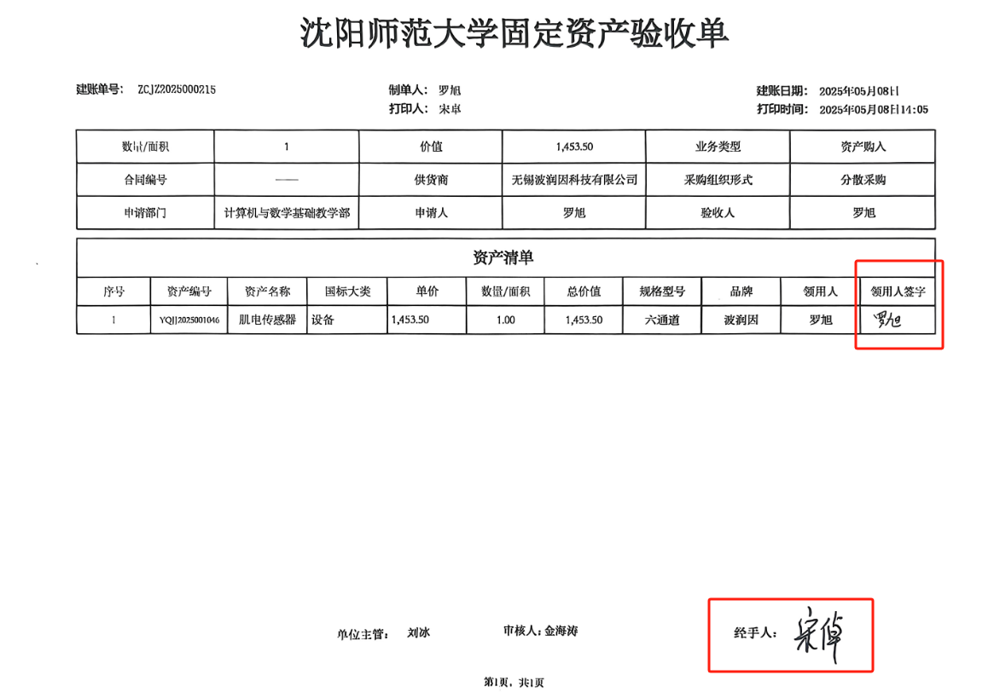 沈阳师范大学固定资产验收单
建账单号： ZCJZ2025000215 制单人： 罗旭 建账日期： 2025年05月08日
打印人： 宋卓 打印时间： 2025年05月08日14:05
数量/面积 1 价值 1,453.50 业务类型 资产购入
合同编号 —— 供货商 无锡波润因科技有限公司 采购组织形式 分散采购
申请部门 计算机与数学基础教学部 申请人 罗旭 验收人 罗旭
资产清单
序号 资产编号 资产名称 国标大类 单价 数量/面积 总价值 规格型号 品牌 领用人 领用人签字
1 YQJJ2025001046 肌电传感器 设备 1,453.50 1.00 1,453.50 六通道 波润因 罗旭 罗旭
单位主管： 刘冰 审核人：金海涛 经手人： 宋倬
第1页，共1页